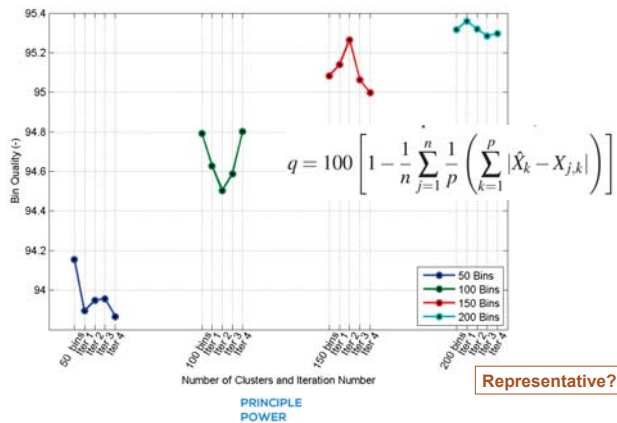 95.4
95.2
95
94.8
94.6
94.4
94.2
94
Bin Quality (-)
q = 100 [ 1 − 1/n ∑_{j=1}^{n} 1/p ( ∑_{k=1}^{p} |X̂_k − X_{j,k}| ) ]
50 Bins
100 Bins
150 Bins
200 Bins
50 bins
Iter 1
Iter 2
Iter 3
Iter 4
100 bins
Iter 1
Iter 2
Iter 3
Iter 4
150 bins
Iter 1
Iter 2
Iter 3
Iter 4
200 bins
Iter 1
Iter 2
Iter 3
Iter 4
Number of Clusters and Iteration Number
Representative?
PRINCIPLE
POWER